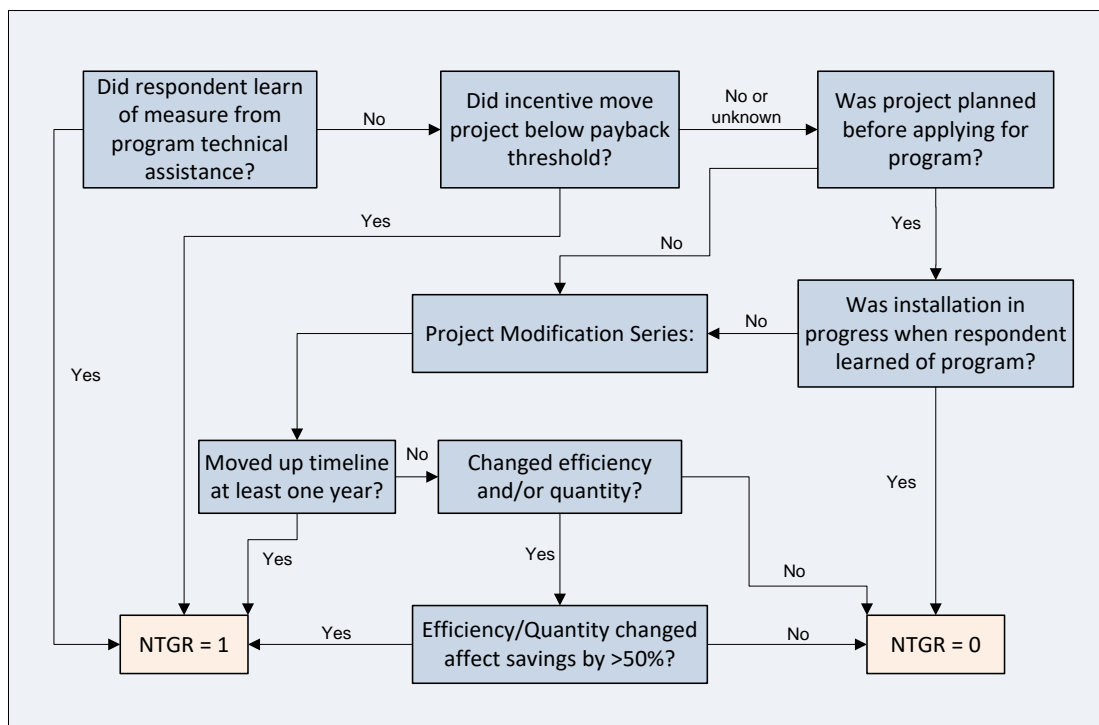 Did respondent learn
of measure from
program technical
assistance?
No
Did incentive move
project below payback
threshold?
No or
unknown
Was project planned
before applying for
program?
Yes
No
Yes
Project Modification Series:
No
Was installation in
progress when respondent
learned of program?
Yes
Moved up timeline
at least one year?
No
Changed efficiency
and/or quantity?
Yes
Yes
Yes
No
NTGR = 1
Yes
Efficiency/Quantity changed
affect savings by >50%?
No
NTGR = 0